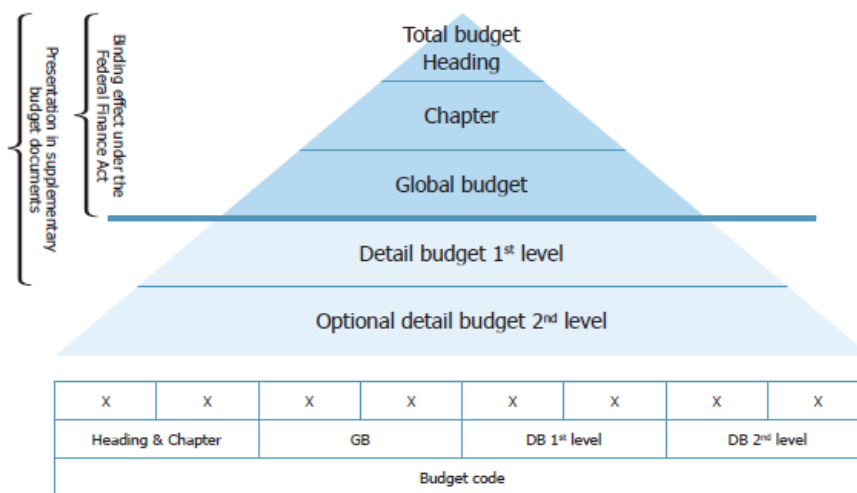 Presentation in supplementary
budget documents
Binding effect under the
Federal Finance Act
Total budget
Heading
Chapter
Global budget
Detail budget 1st level
Optional detail budget 2nd level
X X X X X X X X
Heading & Chapter GB DB 1st level DB 2nd level
Budget code